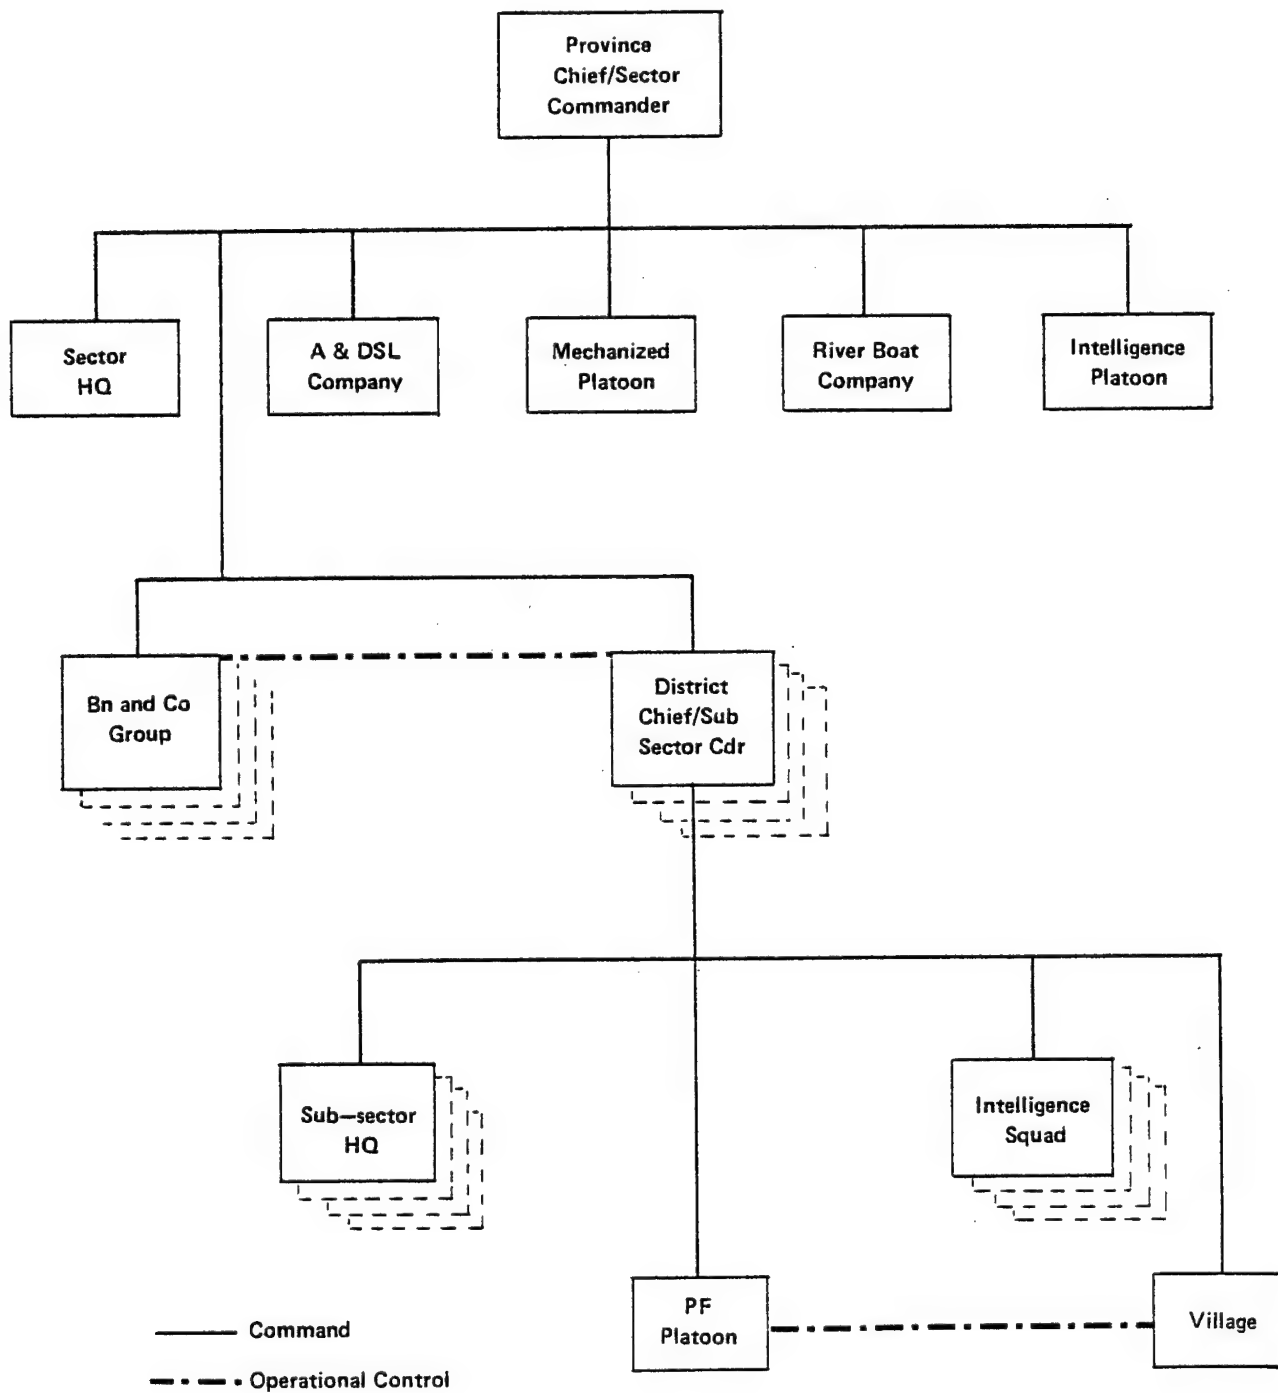 Province
Chief/Sector
Commander
Sector
HQ
A & DSL
Company
Mechanized
Platoon
River Boat
Company
Intelligence
Platoon
Bn and Co
Group
District
Chief/Sub
Sector Cdr
Sub-sector
HQ
Intelligence
Squad
PF
Platoon
Village
Command
Operational Control